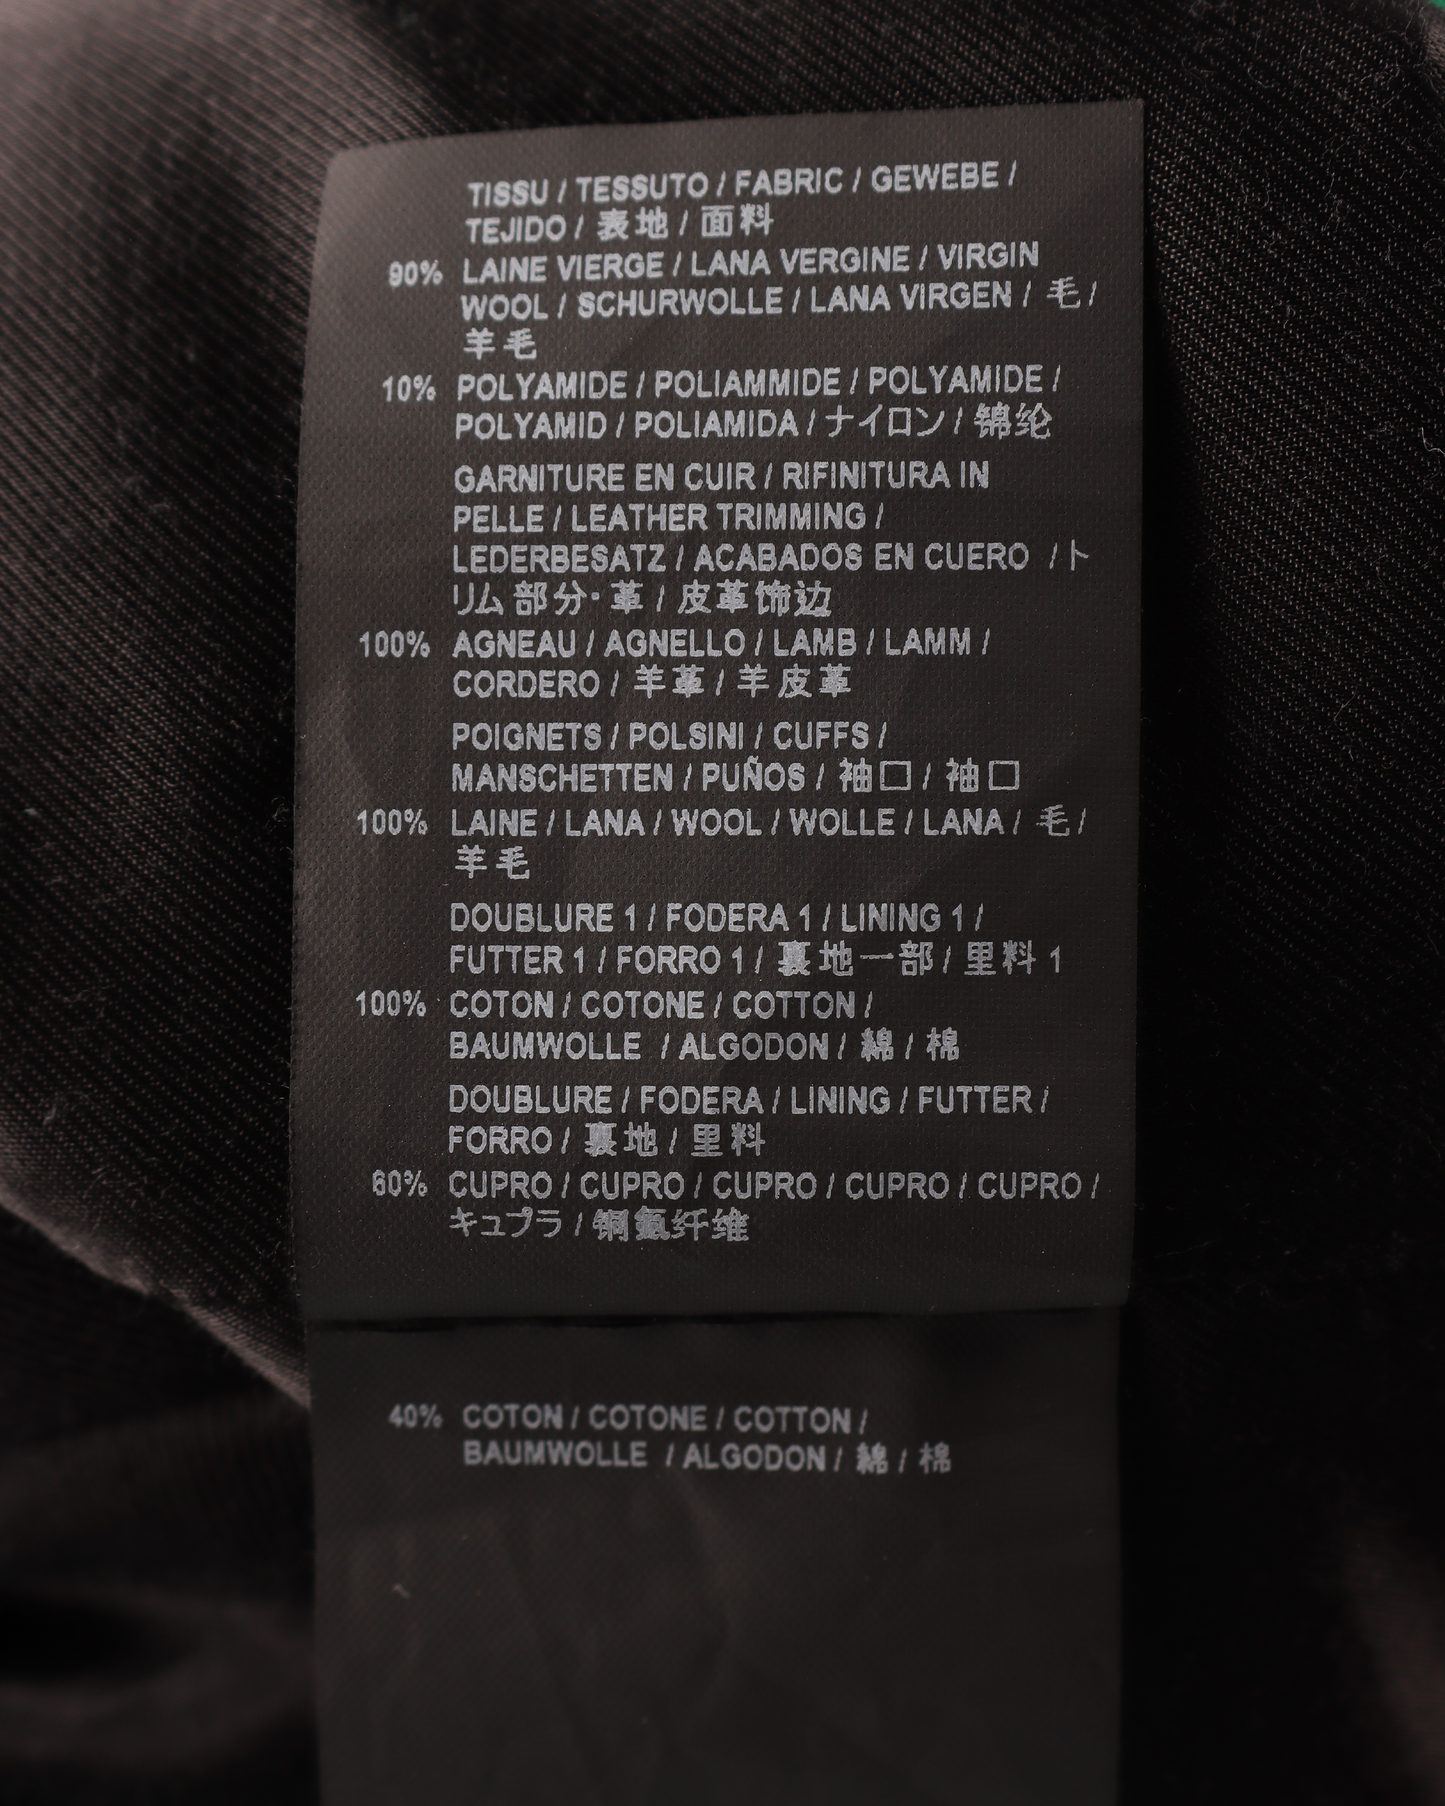 TISSU / TESSUTO / FABRIC / GEWEBE /
TEJIDO / 表地 / 面料
90% LAINE VIERGE / LANA VERGINE / VIRGIN
WOOL / SCHURWOLLE / LANA VIRGEN / 毛 /
羊毛
10% POLYAMIDE / POLIAMMIDE / POLYAMIDE /
POLYAMID / POLIAMIDA / ナイロン / 锦纶
GARNITURE EN CUIR / RIFINITURA IN
PELLE / LEATHER TRIMMING /
LEDERBESATZ / ACABADOS EN CUERO / ト
リム 部分・革 / 皮革饰边
100% AGNEAU / AGNELLO / LAMB / LAMM /
CORDERO / 羊革 / 羊皮革
POIGNETS / POLSINI / CUFFS /
MANSCHETTEN / PUÑOS / 袖口 / 袖口
100% LAINE / LANA / WOOL / WOLLE / LANA / 毛 /
羊毛
DOUBLURE 1 / FODERA 1 / LINING 1 /
FUTTER 1 / FORRO 1 / 裏地一部 / 里料 1
100% COTON / COTONE / COTTON /
BAUMWOLLE / ALGODON / 綿 / 棉
DOUBLURE / FODERA / LINING / FUTTER /
FORRO / 裏地 / 里料
60% CUPRO / CUPRO / CUPRO / CUPRO / CUPRO /
キュプラ / 铜氨纤维
40% COTON / COTONE / COTTON /
BAUMWOLLE / ALGODON / 綿 / 棉